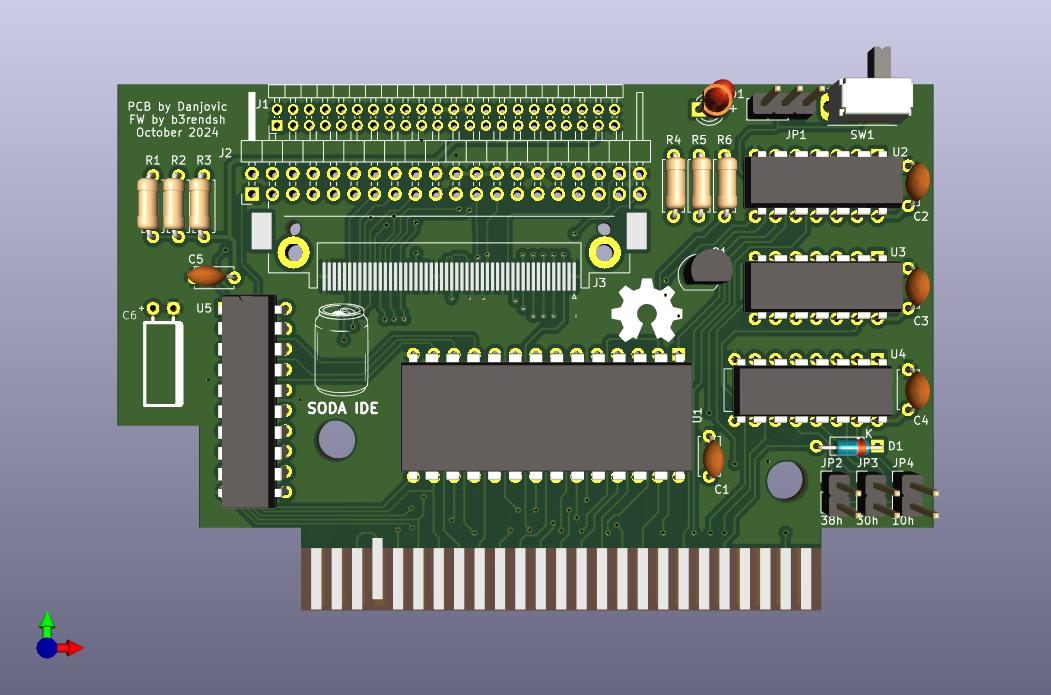 PCB by Danjovic
FW by b3rendsh
October 2024
J1
1
+
JP1
SW1
R1 R2 R3
J2
R4 R5 R6
U2
C2
C5
U3
C3
J3
C6 +
U5
U4
C4
SODA IDE
U1
K
D1
C1
JP2 JP3 JP4
38h 30h 10h